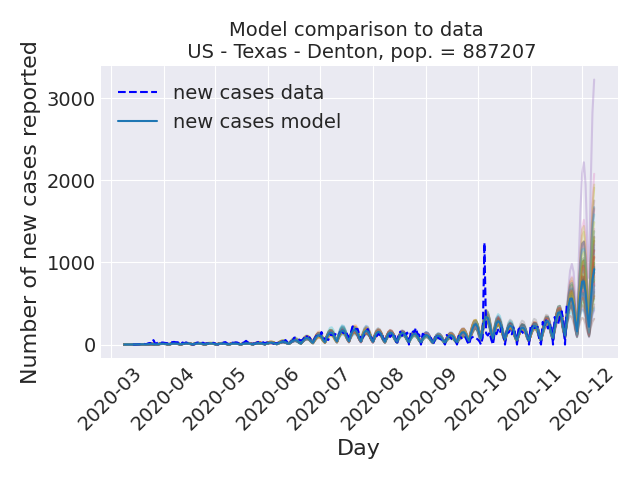 Model comparison to data
US - Texas - Denton, pop. = 887207
Number of new cases reported
3000
2000
1000
0
new cases data
new cases model
2020-03
2020-04
2020-05
2020-06
2020-07
2020-08
2020-09
2020-10
2020-11
2020-12
Day